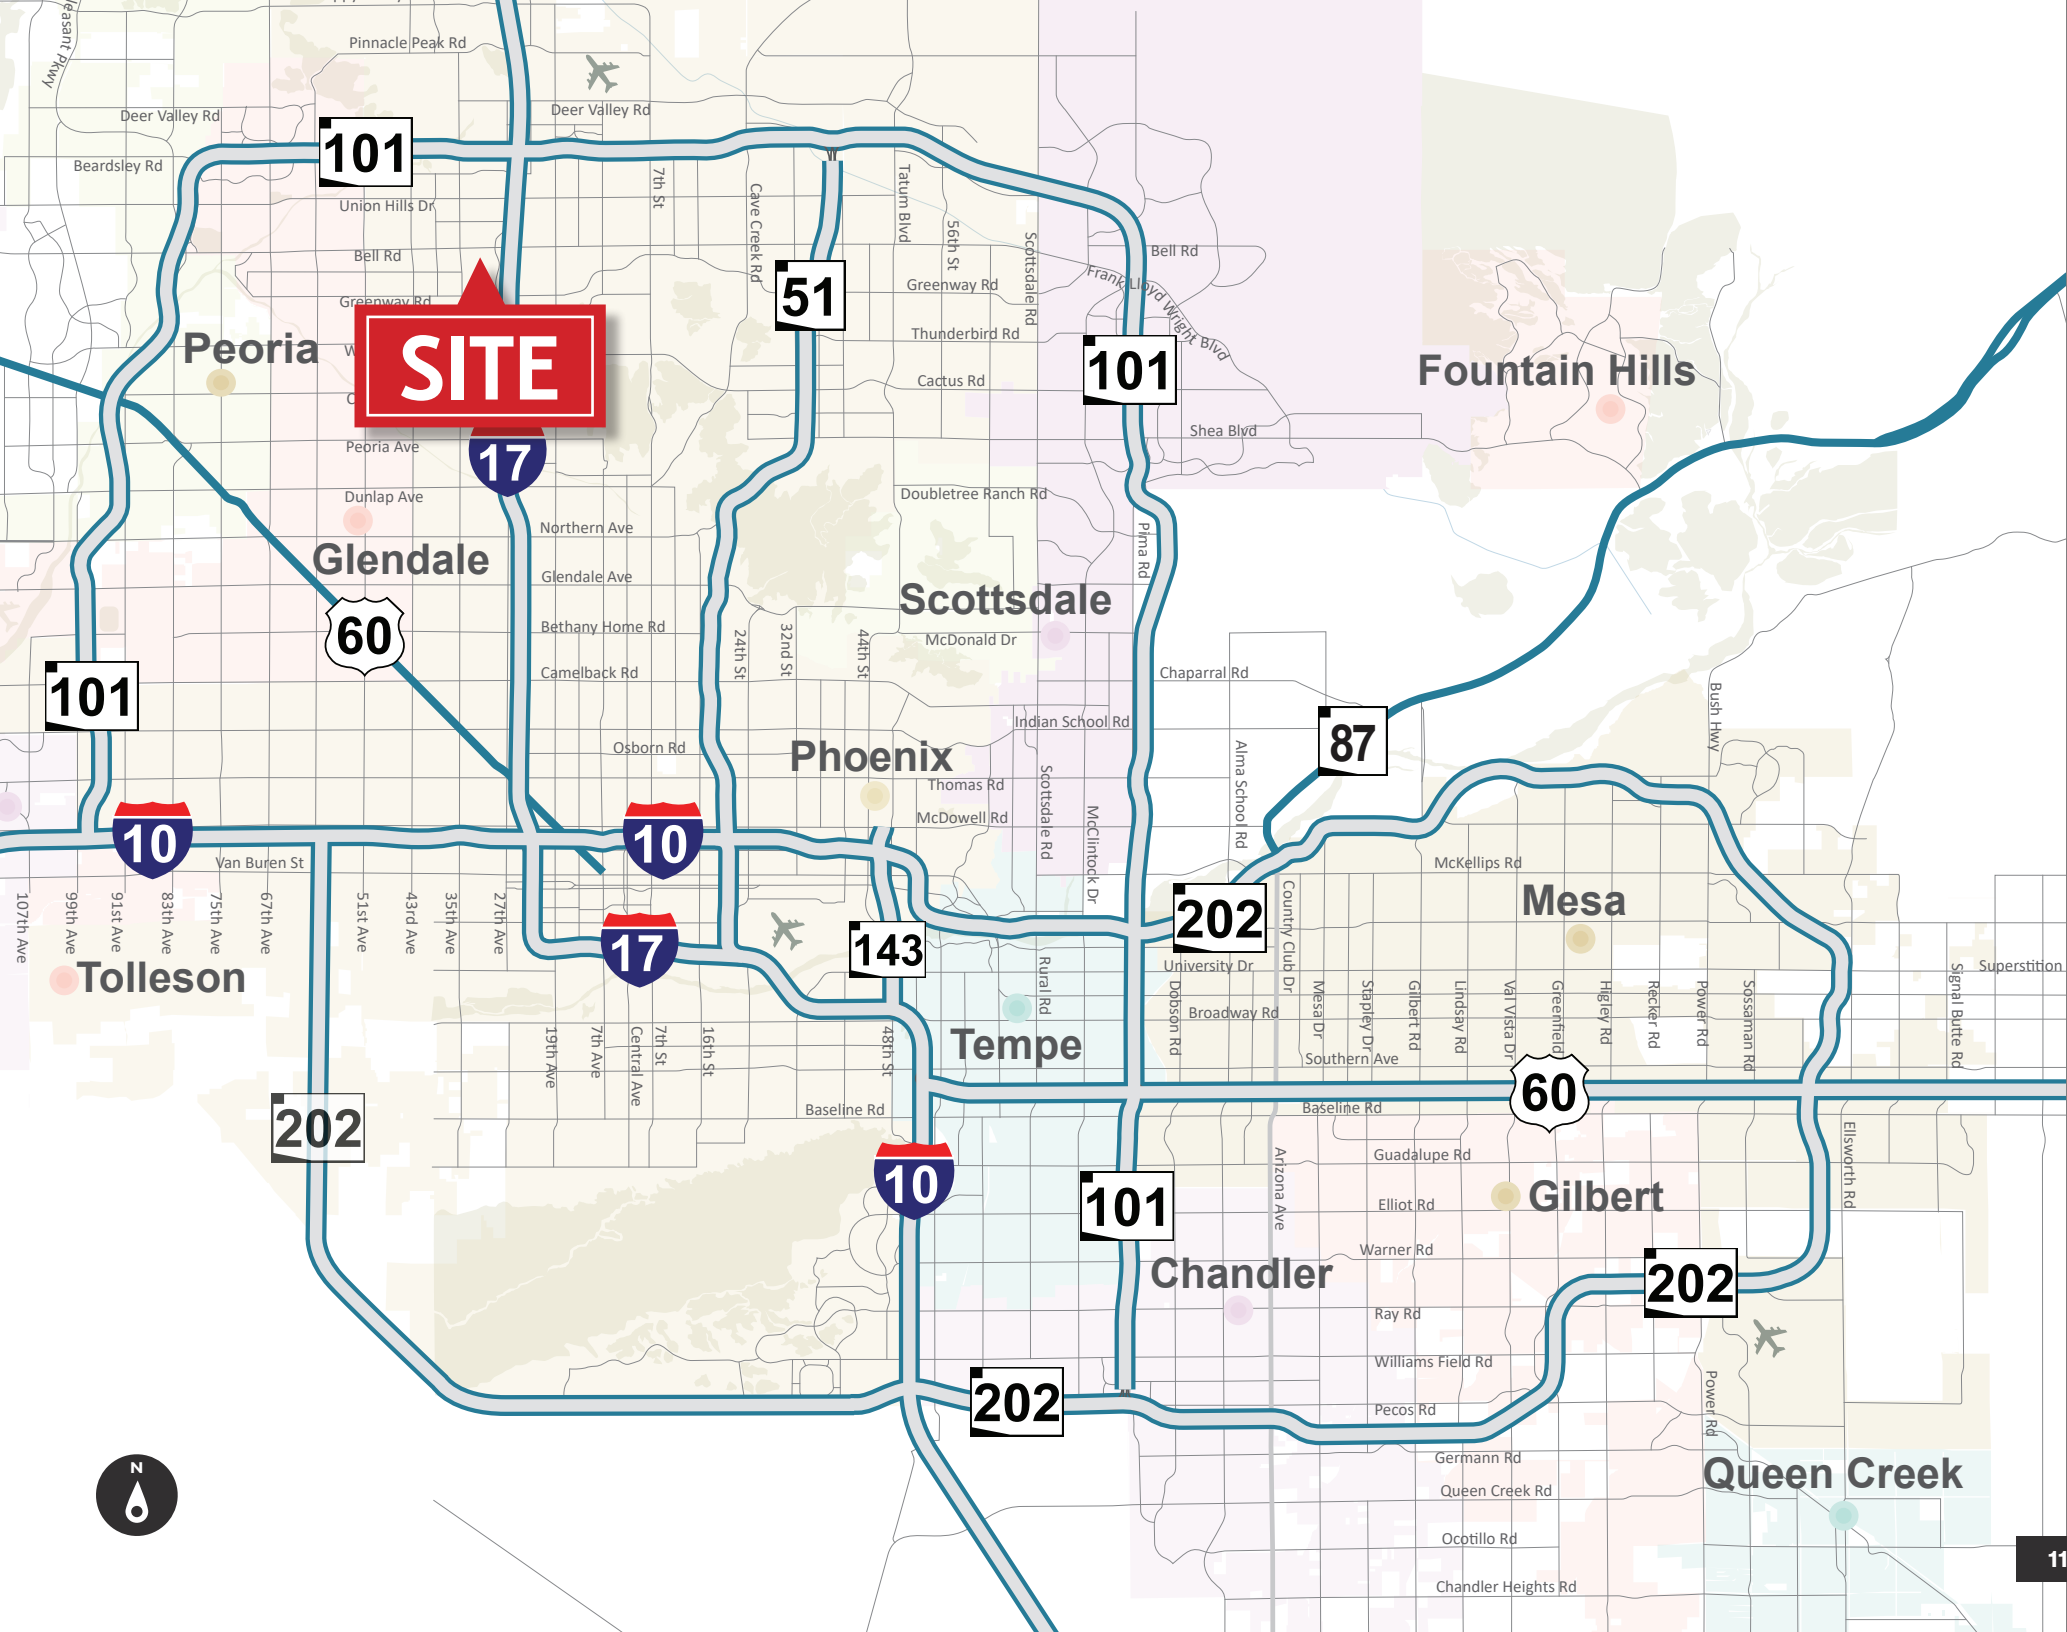 Pinnacle Peak Rd
Deer Valley Rd
Deer Valley Rd
101
Beardsley Rd
7th St
Cave Creek Rd
Tatum Blvd
Union Hills Dr
56th St
Scottsdale Rd
Bell Rd
Bell Rd
Frank Lloyd Wright Blvd
51
Greenway Rd
Greenway Rd
Thunderbird Rd
Peoria
SITE
101
Fountain Hills
Cactus Rd
Shea Blvd
Peoria Ave
17
Dunlap Ave
Doubletree Ranch Rd
Northern Ave
Pima Rd
Glendale
Glendale Ave
Scottsdale
60
Bethany Home Rd
24th St
32nd St
44th St
McDonald Dr
Camelback Rd
Chaparral Rd
101
Bush Hwy
Indian School Rd
87
Osborn Rd
Phoenix
Alma School Rd
Thomas Rd
Scottsdale Rd
McClintock Dr
McDowell Rd
10
10
Van Buren St
McKellips Rd
107th Ave
99th Ave
91st Ave
83th Ave
75th Ave
67th Ave
51st Ave
43rd Ave
35th Ave
27th Ave
Mesa
202
Country Club Dr
17
143
University Dr
Superstition
Tolleson
Rural Rd
Dobson Rd
Mesa Dr
Stapley Dr
Gilbert Rd
Lindsay Rd
Val Vista Dr
Greenfield
Higley Rd
Recker Rd
Power Rd
Sossaman Rd
Signal Butte Rd
Broadway Rd
Tempe
19th Ave
7th Ave
Central Ave
7th St
16th St
48th St
Southern Ave
60
Baseline Rd
Baseline Rd
202
Ellsworth Rd
Guadalupe Rd
Arizona Ave
10
101
Elliot Rd
Gilbert
Warner Rd
Chandler
202
Ray Rd
Williams Field Rd
Power Rd
202
Pecos Rd
Germann Rd
Queen Creek
N
Queen Creek Rd
Ocotillo Rd
11
Chandler Heights Rd